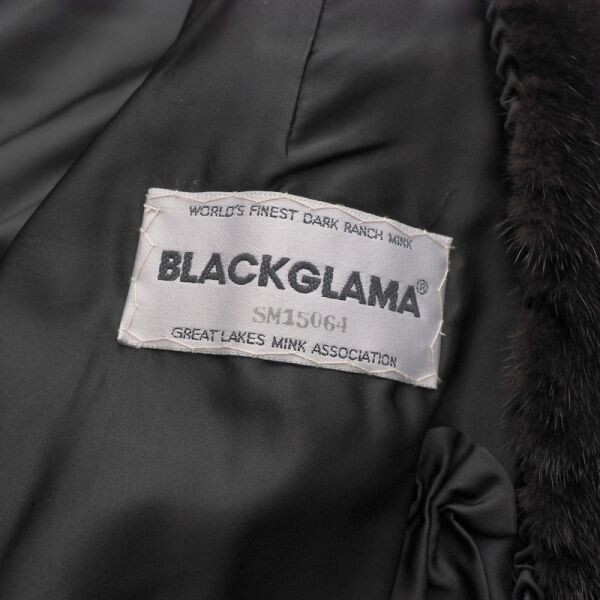 WORLD'S FINEST DARK RANCH MINK
BLACKGLAMA®
SM15064
GREAT LAKES MINK ASSOCIATION